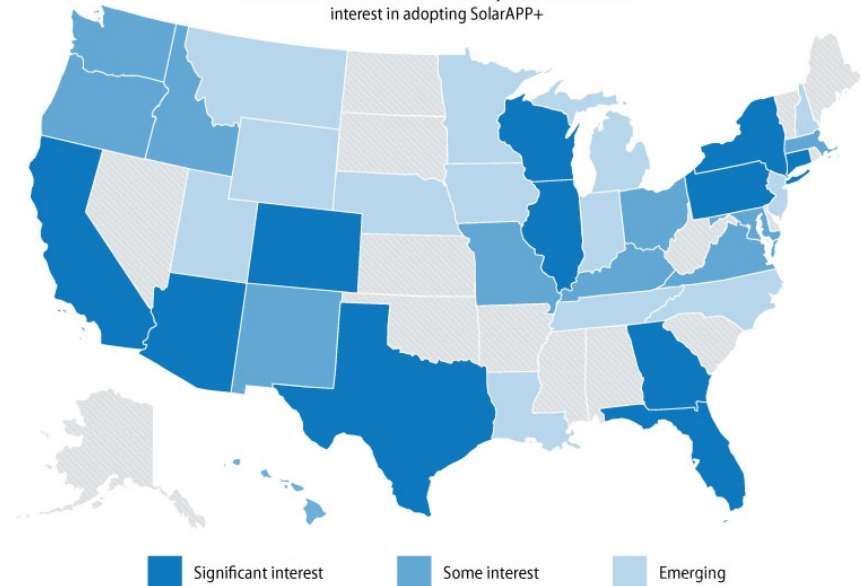 interest in adopting SolarAPP+
Significant interest
Some interest
Emerging